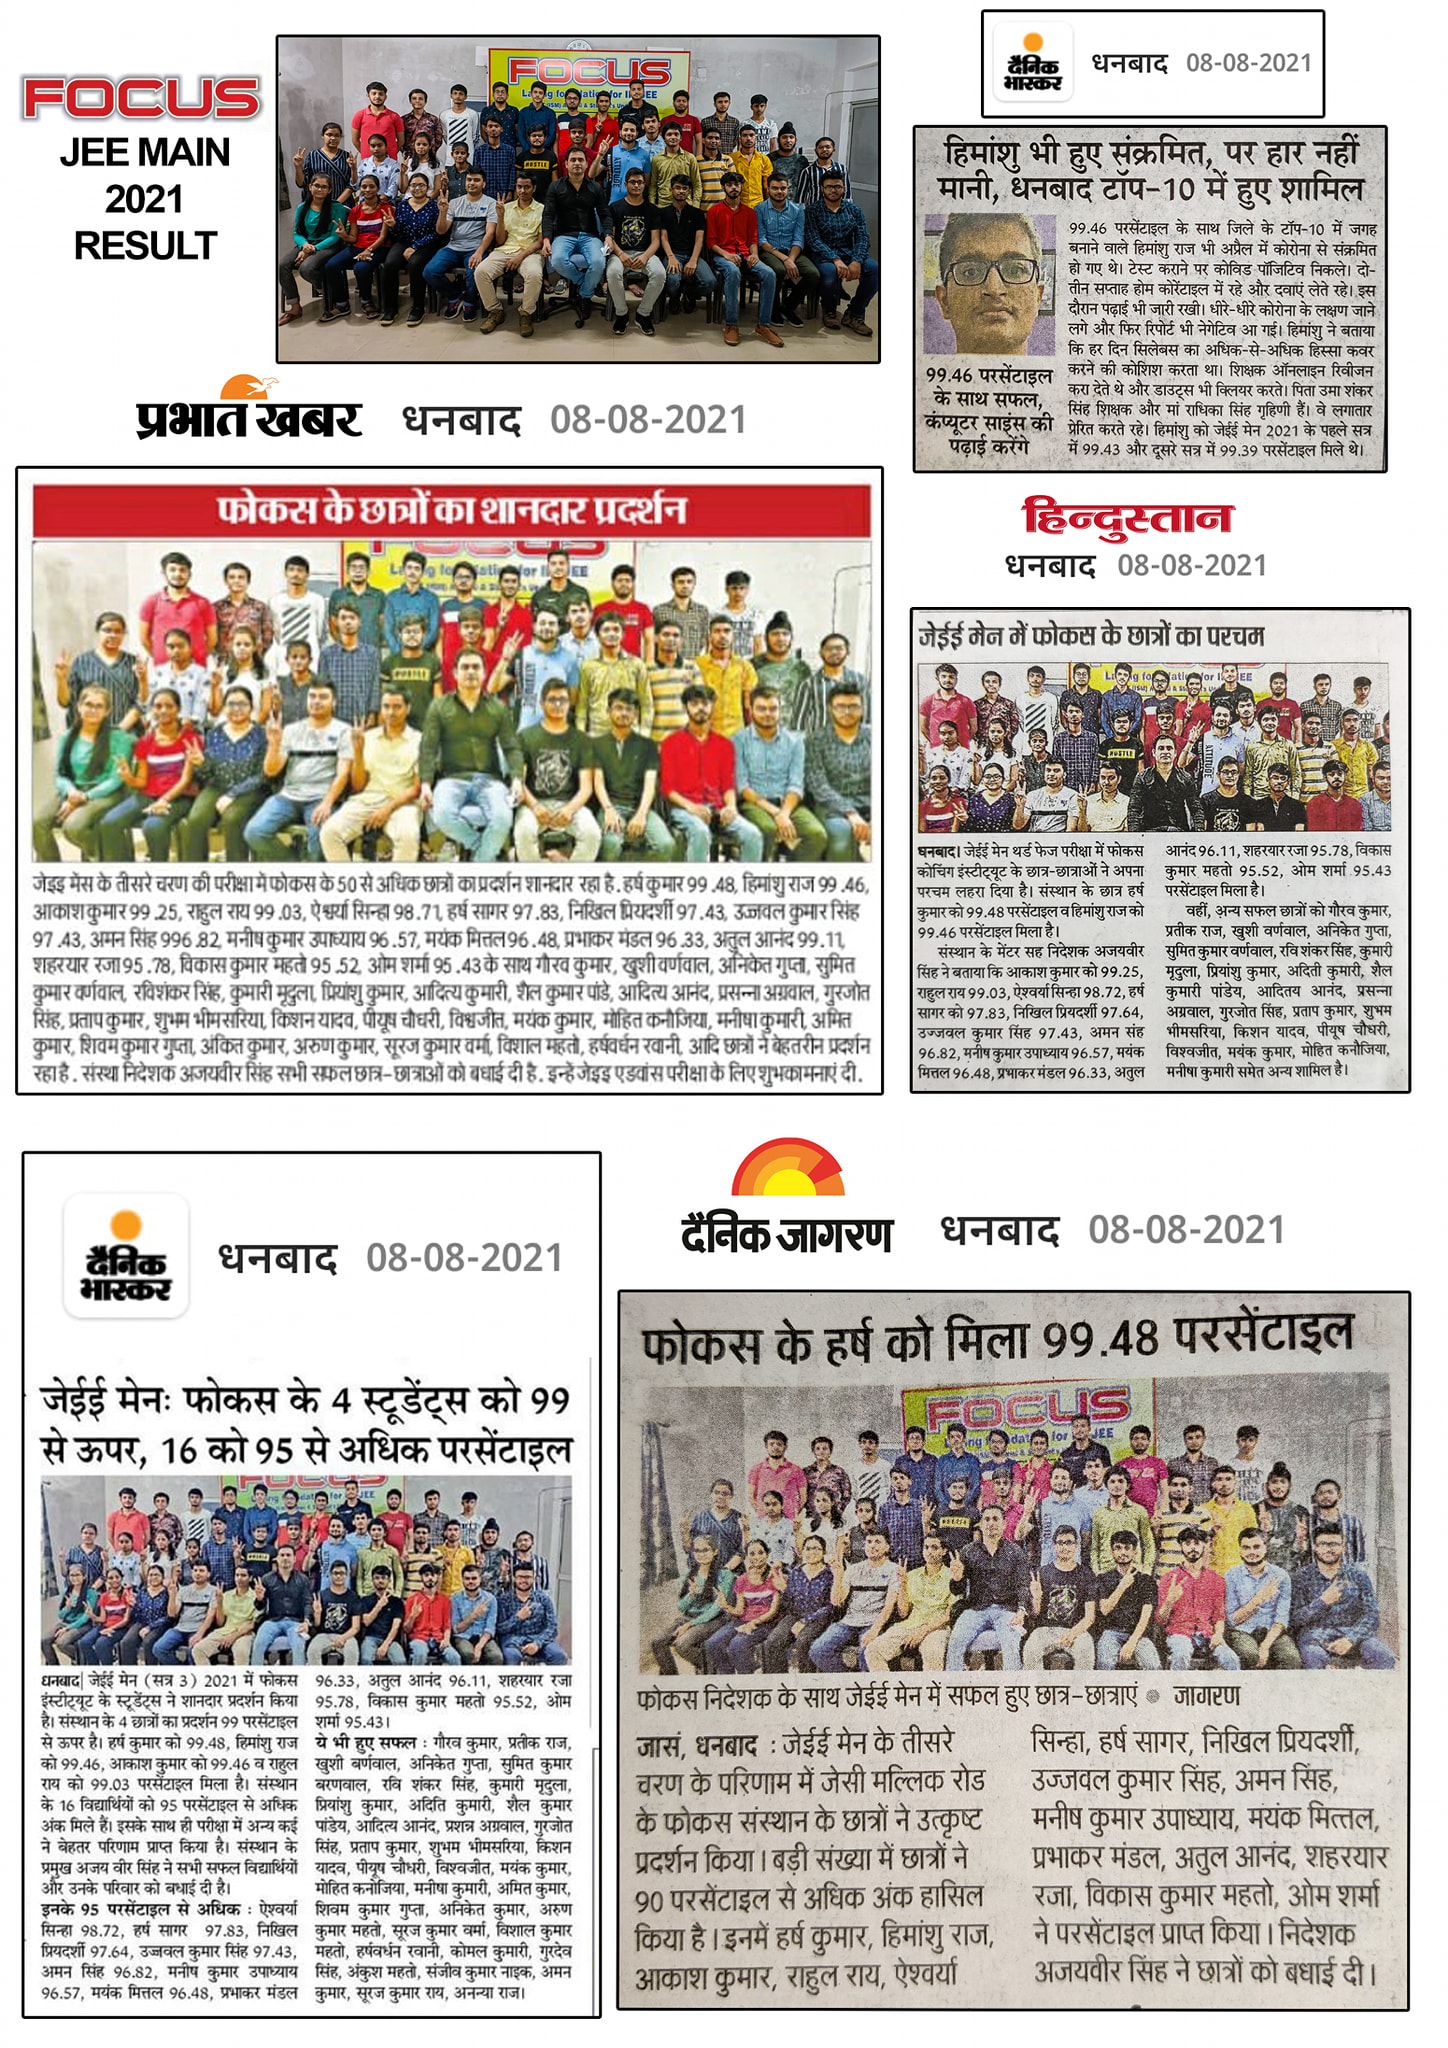 FOCUS
JEE MAIN
2021
RESULT
FOCUS
दैनिक
भास्कर
धनबाद 08-08-2021
हिमांशु भी हुए संक्रमित, पर हार नहीं
मानी, धनबाद टॉप-10 में हुए शामिल
99.46 परसेंटाइल
के साथ सफल,
कंप्यूटर साइंस की
पढ़ाई करेंगे
99.46 परसेंटाइल के साथ जिले के टॉप-10 में जगह
बनाने वाले हिमांशु राज भी अप्रैल में कोरोना से संक्रमित
हो गए थे। टेस्ट कराने पर कोविड पॉजिटिव निकले। दो-
तीन सप्ताह होम कोरेंटाइल में रहे और दवाएं लेते रहे। इस
दौरान पढ़ाई भी जारी रखी। धीरे-धीरे कोरोना के लक्षण जाने
लगे और फिर रिपोर्ट भी नेगेटिव आ गई। हिमांशु ने बताया
कि हर दिन सिलेबस का अधिक-से-अधिक हिस्सा कवर
करने की कोशिश करता था। शिक्षक ऑनलाइन रिवीजन
करा देते थे और डाउट्स भी क्लियर करते। पिता उमा शंकर
सिंह शिक्षक और मां राधिका सिंह गृहिणी हैं। वे लगातार
प्रेरित करते रहे। हिमांशु को जेईई मेन 2021 के पहले सत्र
में 99.43 और दूसरे सत्र में 99.39 परसेंटाइल मिले थे।
प्रभात खबर धनबाद 08-08-2021
फोकस के छात्रों का शानदार प्रदर्शन
जेइइ मेंस के तीसरे चरण की परीक्षा में फोकस के 50 से अधिक छात्रों का प्रदर्शन शानदार रहा है. हर्ष कुमार 99 .48, हिमांशु राज 99 .46,
आकाश कुमार 99 .25, राहुल राय 99 .03, ऐश्वर्या सिन्हा 98.71, हर्ष सागर 97.83, निखिल प्रियदर्शी 97.43, उज्जवल कुमार सिंह
97 .43, अमन सिंह 996 .82, मनीष कुमार उपाध्याय 96.57, मयंक मित्तल 96 .48, प्रभाकर मंडल 96.33, अतुल आनंद 99.11,
शहरयार रजा 95 .78, विकास कुमार महतो 95 .52, ओम शर्मा 95 .43 के साथ गौरव कुमार, खुशी वर्णवाल, अनिकेत गुप्ता, सुमित
कुमार वर्णवाल, रविशंकर सिंह, कुमारी मृदुला, प्रियांशु कुमार, आदित्य कुमारी, शैल कुमार पांडे, आदित्य आनंद, प्रसन्ना अग्रवाल, गुरजोत
सिंह, प्रताप कुमार, शुभम भीमसरिया, किशन यादव, पीयूष चौधरी, विश्वजीत, मयंक कुमार, मोहित कनौजिया, मनीषा कुमारी, अमित
कुमार, शिवम कुमार गुप्ता, अंकित कुमार, अरुण कुमार, सूरज कुमार वर्मा, विशाल महतो, हर्षवर्धन रवानी, आदि छात्रों ने बेहतरीन प्रदर्शन
रहा है . संस्था निदेशक अजयवीर सिंह सभी सफल छात्र-छात्राओं को बधाई दी है . इन्हें जेइइ एडवांस परीक्षा के लिए शुभकामनाएं दी.
हिन्दुस्तान
धनबाद 08-08-2021
जेईई मेन में फोकस के छात्रों का परचम
धनबाद। जेईई मेन थर्ड फेज परीक्षा में फोकस
कोचिंग इंस्टीट्यूट के छात्र-छात्राओं ने अपना
परचम लहरा दिया है। संस्थान के छात्र हर्ष
कुमार को 99.48 परसेंटाइल व हिमांशु राज को
99.46 परसेंटाइल मिला है।
संस्थान के मेंटर सह निदेशक अजयवीर
सिंह ने बताया कि आकाश कुमार को 99.25,
राहुल राय 99.03, ऐश्वर्या सिन्हा 98.72, हर्ष
सागर को 97.83, निखिल प्रियदर्शी 97.64,
उज्जवल कुमार सिंह 97.43, अमन संह
96.82, मनीष कुमार उपाध्याय 96.57, मयंक
मित्तल 96.48, प्रभाकर मंडल 96.33, अतुल
आनंद 96.11, शहरयार रजा 95.78, विकास
कुमार महतो 95.52, ओम शर्मा 95.43
परसेंटाइल मिला है।
वहीं, अन्य सफल छात्रों को गौरव कुमार,
प्रतीक राज, खुशी वर्णवाल, अनिकेत गुप्ता,
सुमित कुमार वर्णवाल, रवि शंकर सिंह, कुमारी
मृदुला, प्रियांशु कुमार, अदिती कुमारी, शैल
कुमारी पांडेय, आदितय आनंद, प्रसन्ना
अग्रवाल, गुरजोत सिंह, प्रताप कुमार, शुभम
भीमसरिया, किशन यादव, पीयूष चौधरी,
विश्वजीत, मयंक कुमार, मोहित कनौजिया,
मनीषा कुमारी समेत अन्य शामिल है।
दैनिक
भास्कर
धनबाद 08-08-2021
जेईई मेनः फोकस के 4 स्टूडेंट्स को 99
से ऊपर, 16 को 95 से अधिक परसेंटाइल
धनबाद| जेईई मेन (सत्र 3) 2021 में फोकस
इंस्टीट्यूट के स्टूडेंट्स ने शानदार प्रदर्शन किया
है। संस्थान के 4 छात्रों का प्रदर्शन 99 परसेंटाइल
से ऊपर है। हर्ष कुमार को 99.48, हिमांशु राज
को 99.46, आकाश कुमार को 99.46 व राहुल
राय को 99.03 परसेंटाइल मिला है। संस्थान
के 16 विद्यार्थियों को 95 परसेंटाइल से अधिक
अंक मिले हैं। इसके साथ ही परीक्षा में अन्य कई
ने बेहतर परिणाम प्राप्त किया है। संस्थान के
प्रमुख अजय वीर सिंह ने सभी सफल विद्यार्थियों
और उनके परिवार को बधाई दी है।
इनके 95 परसेंटाइल से अधिक : ऐश्वर्या
सिन्हा 98.72, हर्ष सागर 97.83, निखिल
प्रियदर्शी 97.64, उज्जवल कुमार सिंह 97.43,
अमन सिंह 96.82, मनीष कुमार उपाध्याय
96.57, मयंक मित्तल 96.48, प्रभाकर मंडल
96.33, अतुल आनंद 96.11, शहरयार रजा
95.78, विकास कुमार महतो 95.52, ओम
शर्मा 95.43।
ये भी हुए सफल : गौरव कुमार, प्रतीक राज,
खुशी बर्णवाल, अनिकेत गुप्ता, सुमित कुमार
बरणवाल, रवि शंकर सिंह, कुमारी मृदुला,
प्रियांशु कुमार, अदिति कुमारी, शैल कुमार
पांडेय, आदित्य आनंद, प्रशन्न अग्रवाल, गुरजोत
सिंह, प्रताप कुमार, शुभम भीमसरिया, किशन
यादव, पीयूष चौधरी, विश्वजीत, मयंक कुमार,
मोहित कनौजिया, मनीषा कुमारी, अमित कुमार,
शिवम कुमार गुप्ता, अनिकेत कुमार, अरुण
कुमार महतो, सूरज कुमार वर्मा, विशाल कुमार
महतो, हर्षवर्धन रवानी, कोमल कुमारी, गुरदेव
सिंह, अंकुश महतो, संजीव कुमार नाइक, अमन
कुमार, सूरज कुमार राय, अनन्या राज।
दैनिक जागरण धनबाद 08-08-2021
फोकस के हर्ष को मिला 99.48 परसेंटाइल
FOCUS
फोकस निदेशक के साथ जेईई मेन में सफल हुए छात्र-छात्राएं ● जागरण
जासं, धनबाद : जेईई मेन के तीसरे
चरण के परिणाम में जेसी मल्लिक रोड
के फोकस संस्थान के छात्रों ने उत्कृष्ट
प्रदर्शन किया। बड़ी संख्या में छात्रों ने
90 परसेंटाइल से अधिक अंक हासिल
किया है। इनमें हर्ष कुमार, हिमांशु राज,
आकाश कुमार, राहुल राय, ऐश्वर्या
सिन्हा, हर्ष सागर, निखिल प्रियदर्शी,
उज्जवल कुमार सिंह, अमन सिंह,
मनीष कुमार उपाध्याय, मयंक मित्तल,
प्रभाकर मंडल, अतुल आनंद, शहरयार
रजा, विकास कुमार महतो, ओम शर्मा
ने परसेंटाइल प्राप्त किया। निदेशक
अजयवीर सिंह ने छात्रों को बधाई दी।